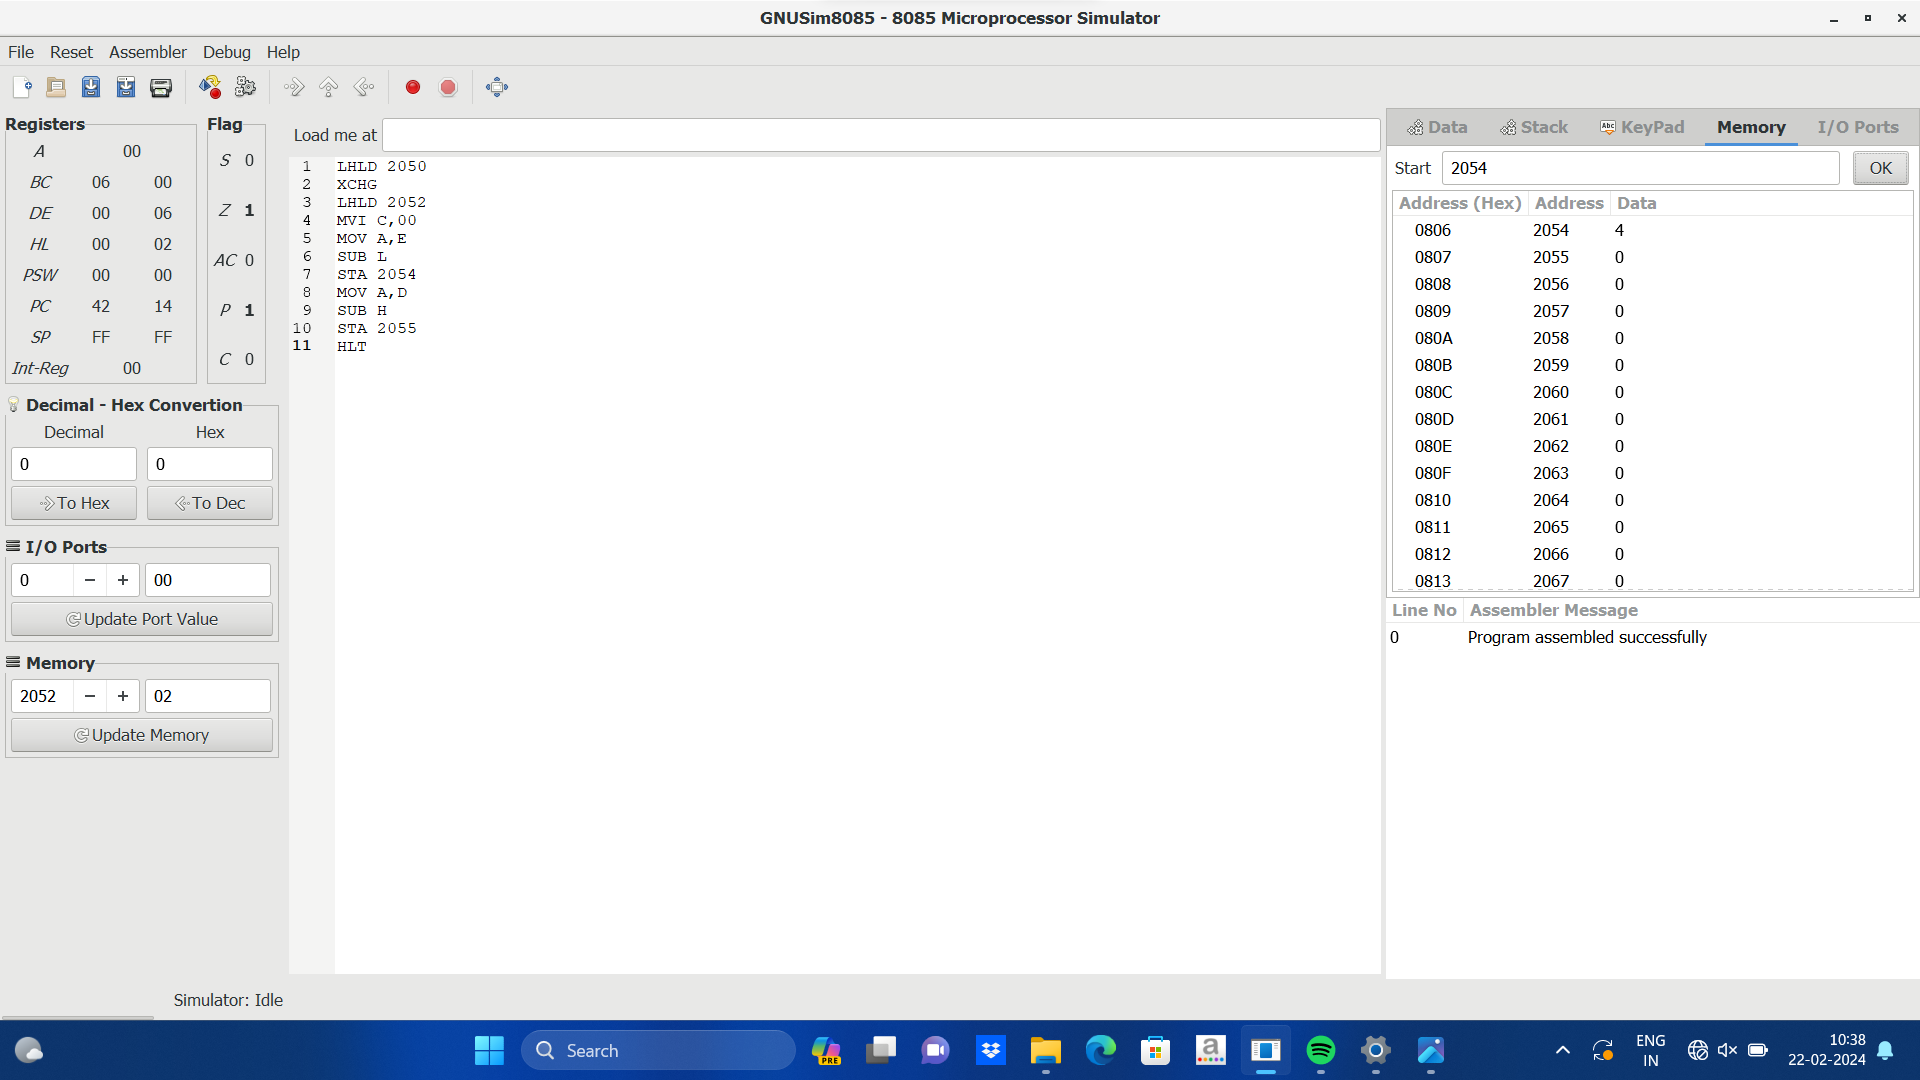 GNUSim8085 - 8085 Microprocessor Simulator
File Reset Assembler Debug Help
Registers
A 00
BC 06 00
DE 00 06
HL 00 02
PSW 00 00
PC 42 14
SP FF FF
Int-Reg 00
Flag
S 0
Z 1
AC 0
P 1
C 0
Decimal - Hex Convertion
Decimal Hex
0 0
To Hex To Dec
I/O Ports
0 − + 00
Update Port Value
Memory
2052 − + 02
Update Memory
Load me at
1 LHLD 2050
2 XCHG
3 LHLD 2052
4 MVI C,00
5 MOV A,E
6 SUB L
7 STA 2054
8 MOV A,D
9 SUB H
10 STA 2055
11 HLT
Data Stack Abc KeyPad Memory I/O Ports
Start 2054 OK
Address (Hex) Address Data
0806 2054 4
0807 2055 0
0808 2056 0
0809 2057 0
080A 2058 0
080B 2059 0
080C 2060 0
080D 2061 0
080E 2062 0
080F 2063 0
0810 2064 0
0811 2065 0
0812 2066 0
0813 2067 0
Line No Assembler Message
0 Program assembled successfully
Simulator: Idle
Search
PRE
a
ENG
IN
10:38
22-02-2024